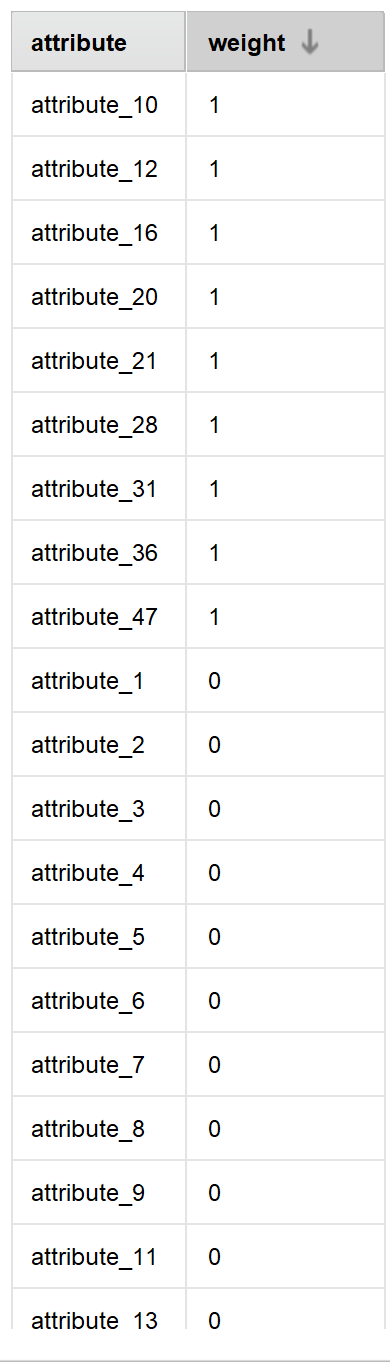 attribute weight
attribute_10 1
attribute_12 1
attribute_16 1
attribute_20 1
attribute_21 1
attribute_28 1
attribute_31 1
attribute_36 1
attribute_47 1
attribute_1 0
attribute_2 0
attribute_3 0
attribute_4 0
attribute_5 0
attribute_6 0
attribute_7 0
attribute_8 0
attribute_9 0
attribute_11 0
attribute_13 0